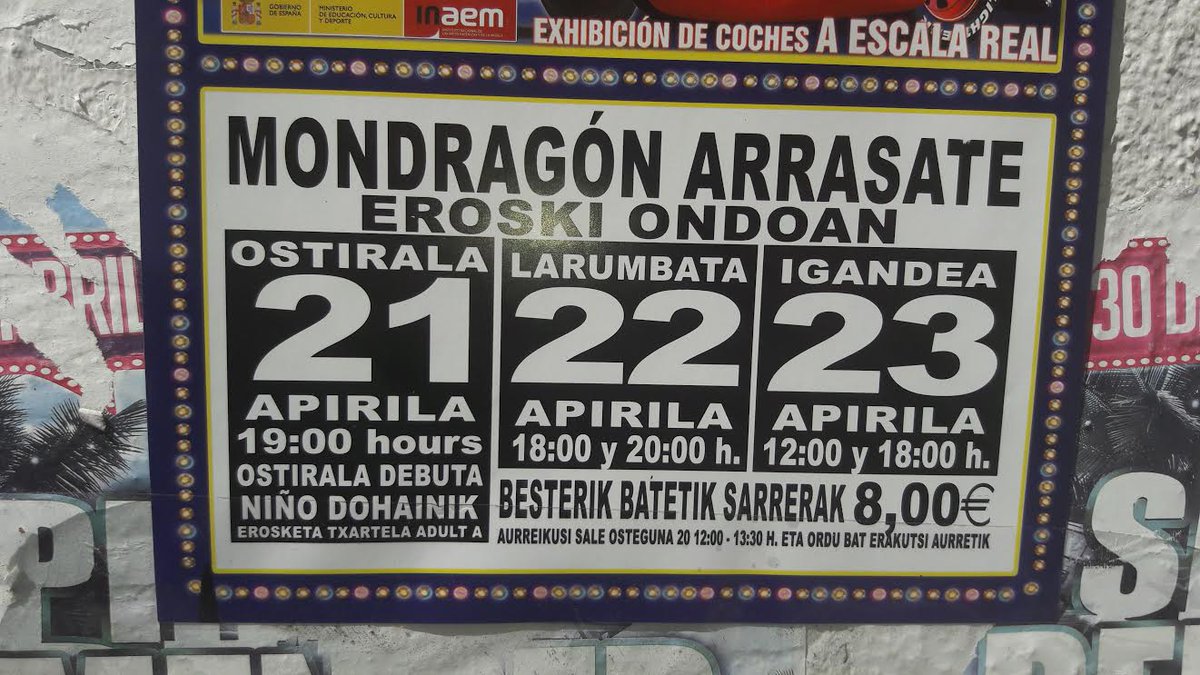 GOBIERNO
DE ESPAÑA
MINISTERIO
DE EDUCACIÓN, CULTURA
Y DEPORTE
inaem
EXHIBICIÓN DE COCHES A ESCALA REAL
MONDRAGÓN ARRASATE
EROSKI ONDOAN
OSTIRALA
21
APIRILA
19:00 hours
OSTIRALA DEBUTA
NIÑO DOHAINIK
EROSKETA TXARTELA ADULT A
LARUMBATA
22
APIRILA
18:00 y 20:00 h.
IGANDEA
23
APIRILA
12:00 y 18:00 h.
BESTERIK BATETIK SARRERAK 8,00€
AURREIKUSI SALE OSTEGUNA 20 12:00 - 13:30 H. ETA ORDU BAT ERAKUTSI AURRETIK
BRIL
30 D